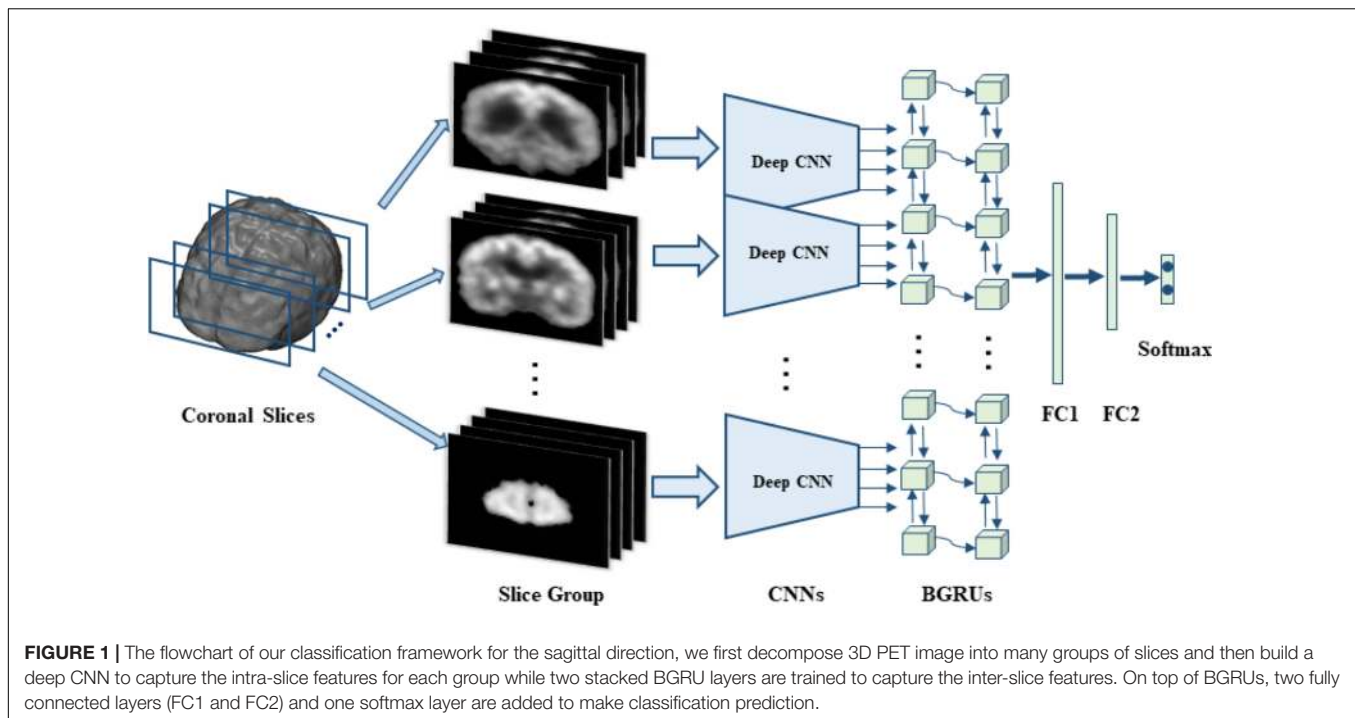 Deep CNN
Deep CNN
Deep CNN
Coronal Slices
Slice Group
CNNs
BGRUs
FC1
FC2
Softmax
FIGURE 1 | The flowchart of our classification framework for the sagittal direction, we first decompose 3D PET image into many groups of slices and then build a
deep CNN to capture the intra-slice features for each group while two stacked BGRU layers are trained to capture the inter-slice features. On top of BGRUs, two fully
connected layers (FC1 and FC2) and one softmax layer are added to make classification prediction.